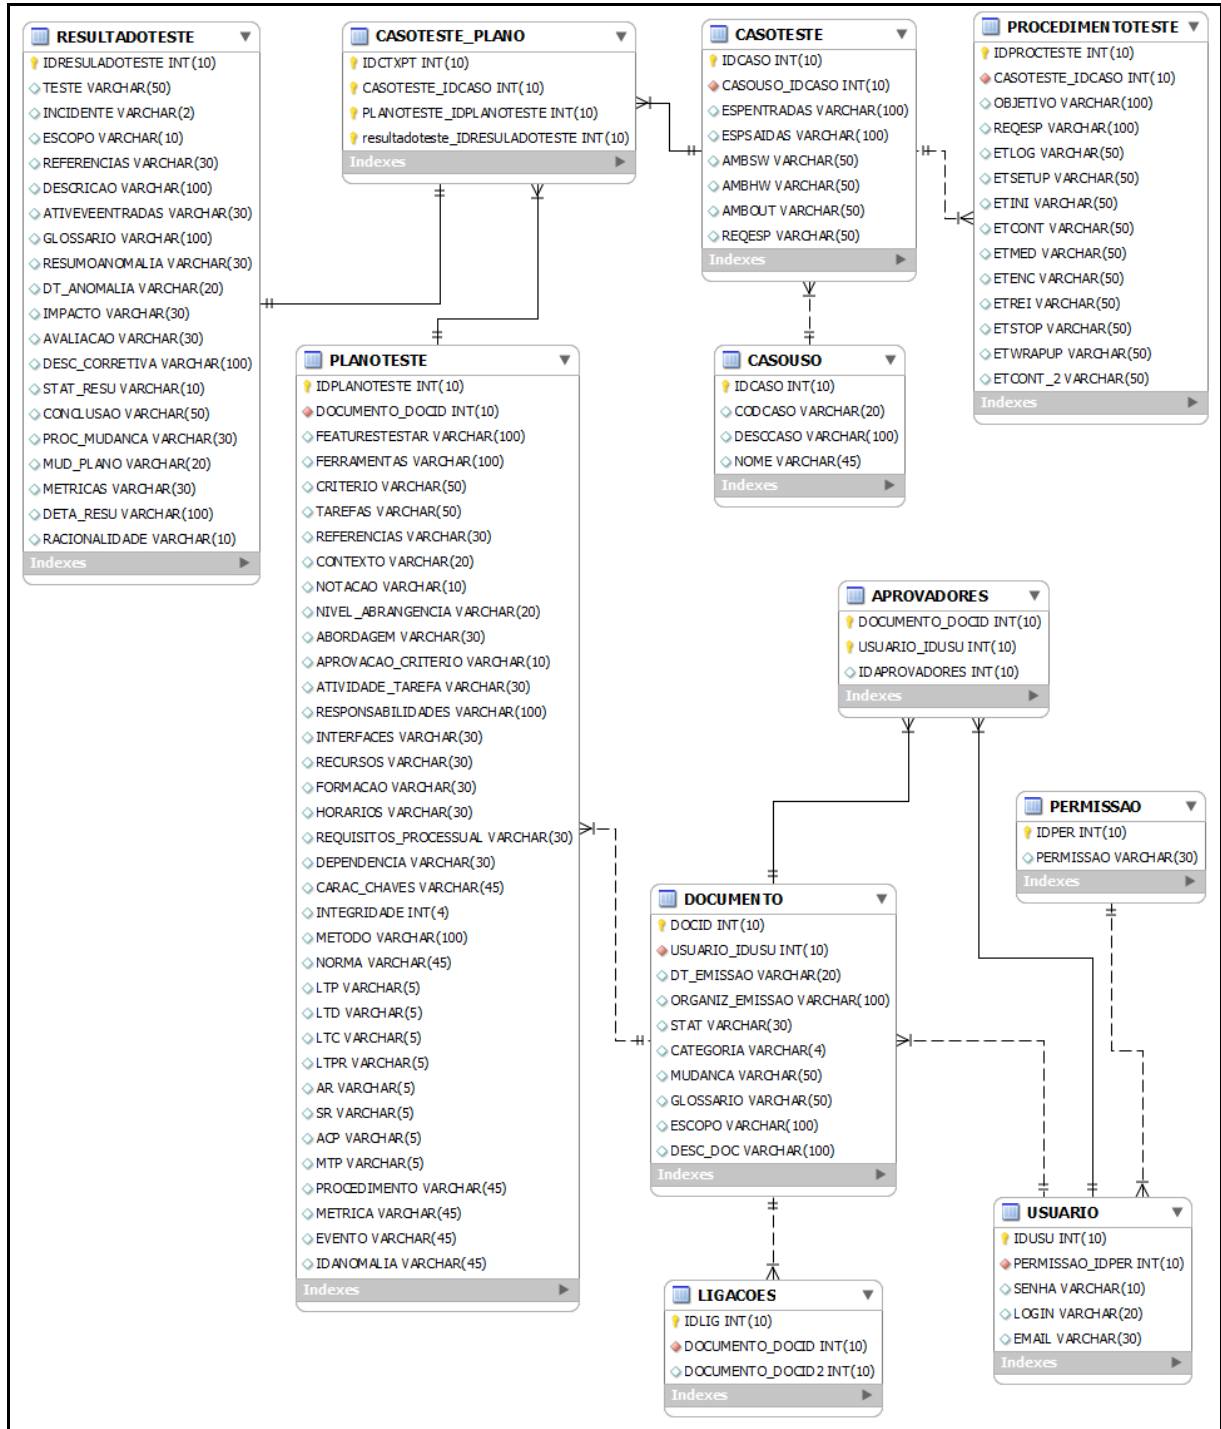 RESULTADOTESTE
IDRESULADOTESTE INT(10)
TESTE VARCHAR(50)
INCIDENTE VARCHAR(2)
ESCOPO VARCHAR(10)
REFERENCIAS VARCHAR(30)
DESCRICAO VARCHAR(100)
ATIVEVEENTRADAS VARCHAR(30)
GLOSSARIO VARCHAR(100)
RESUMOANOMALIA VARCHAR(30)
DT_ANOMALIA VARCHAR(20)
IMPACTO VARCHAR(30)
AVALIACAO VARCHAR(30)
DESC_CORRETIVA VARCHAR(100)
STAT_RESU VARCHAR(10)
CONCLUSAO VARCHAR(50)
PROC_MUDANCA VARCHAR(30)
MUD_PLANO VARCHAR(20)
METRICAS VARCHAR(30)
DETA_RESU VARCHAR(100)
RACIONALIDADE VARCHAR(10)
Indexes
CASOTESTE_PLANO
IDCTXPT INT(10)
CASOTESTE_IDCASO INT(10)
PLANOTESTE_IDPLANOTESTE INT(10)
resultadoteste_IDRESULADOTESTE INT(10)
Indexes
CASOTESTE
IDCASO INT(10)
CASOUSO_IDCASO INT(10)
ESPENTRADAS VARCHAR(100)
ESPSAIDAS VARCHAR(100)
AMBSW VARCHAR(50)
AMBHW VARCHAR(50)
AMBOUT VARCHAR(50)
REQESP VARCHAR(50)
Indexes
PROCEDIMENTOTESTE
IDPROCTESTE INT(10)
CASOTESTE_IDCASO INT(10)
OBJETIVO VARCHAR(100)
REQESP VARCHAR(100)
ETLOG VARCHAR(50)
ETSETUP VARCHAR(50)
ETINI VARCHAR(50)
ETCONT VARCHAR(50)
ETMED VARCHAR(50)
ETENC VARCHAR(50)
ETREI VARCHAR(50)
ETSTOP VARCHAR(50)
ETWRAPUP VARCHAR(50)
ETCONT_2 VARCHAR(50)
Indexes
PLANOTESTE
IDPLANOTESTE INT(10)
DOCUMENTO_DOCID INT(10)
FEATURESTESTAR VARCHAR(100)
FERRAMENTAS VARCHAR(100)
CRITERIO VARCHAR(50)
TAREFAS VARCHAR(50)
REFERENCIAS VARCHAR(30)
CONTEXTO VARCHAR(20)
NOTACAO VARCHAR(10)
NIVEL_ABRANGENCIA VARCHAR(20)
ABORDAGEM VARCHAR(30)
APROVACAO_CRITERIO VARCHAR(10)
ATIVIDADE_TAREFA VARCHAR(30)
RESPONSABILIDADES VARCHAR(100)
INTERFACES VARCHAR(30)
RECURSOS VARCHAR(30)
FORMACAO VARCHAR(30)
HORARIOS VARCHAR(30)
REQUISITOS_PROCESSUAL VARCHAR(30)
DEPENDENCIA VARCHAR(30)
CARAC_CHAVES VARCHAR(45)
INTEGRIDADE INT(4)
METODO VARCHAR(100)
NORMA VARCHAR(45)
LTP VARCHAR(5)
LTD VARCHAR(5)
LTC VARCHAR(5)
LTPR VARCHAR(5)
AR VARCHAR(5)
SR VARCHAR(5)
ACP VARCHAR(5)
MTP VARCHAR(5)
PROCEDIMENTO VARCHAR(45)
METRICA VARCHAR(45)
EVENTO VARCHAR(45)
IDANOMALIA VARCHAR(45)
Indexes
CASOUSO
IDCASO INT(10)
CODCASO VARCHAR(20)
DESCCASO VARCHAR(100)
NOME VARCHAR(45)
Indexes
APROVADORES
DOCUMENTO_DOCID INT(10)
USUARIO_IDUSU INT(10)
IDAPROVADORES INT(10)
Indexes
PERMISSAO
IDPER INT(10)
PERMISSAO VARCHAR(30)
Indexes
DOCUMENTO
DOCID INT(10)
USUARIO_IDUSU INT(10)
DT_EMISSAO VARCHAR(20)
ORGANIZ_EMISSAO VARCHAR(100)
STAT VARCHAR(30)
CATEGORIA VARCHAR(4)
MUDANCA VARCHAR(50)
GLOSSARIO VARCHAR(50)
ESCOPO VARCHAR(100)
DESC_DOC VARCHAR(100)
Indexes
USUARIO
IDUSU INT(10)
PERMISSAO_IDPER INT(10)
SENHA VARCHAR(10)
LOGIN VARCHAR(20)
EMAIL VARCHAR(30)
Indexes
LIGACOES
IDLIG INT(10)
DOCUMENTO_DOCID INT(10)
DOCUMENTO_DOCID2 INT(10)
Indexes